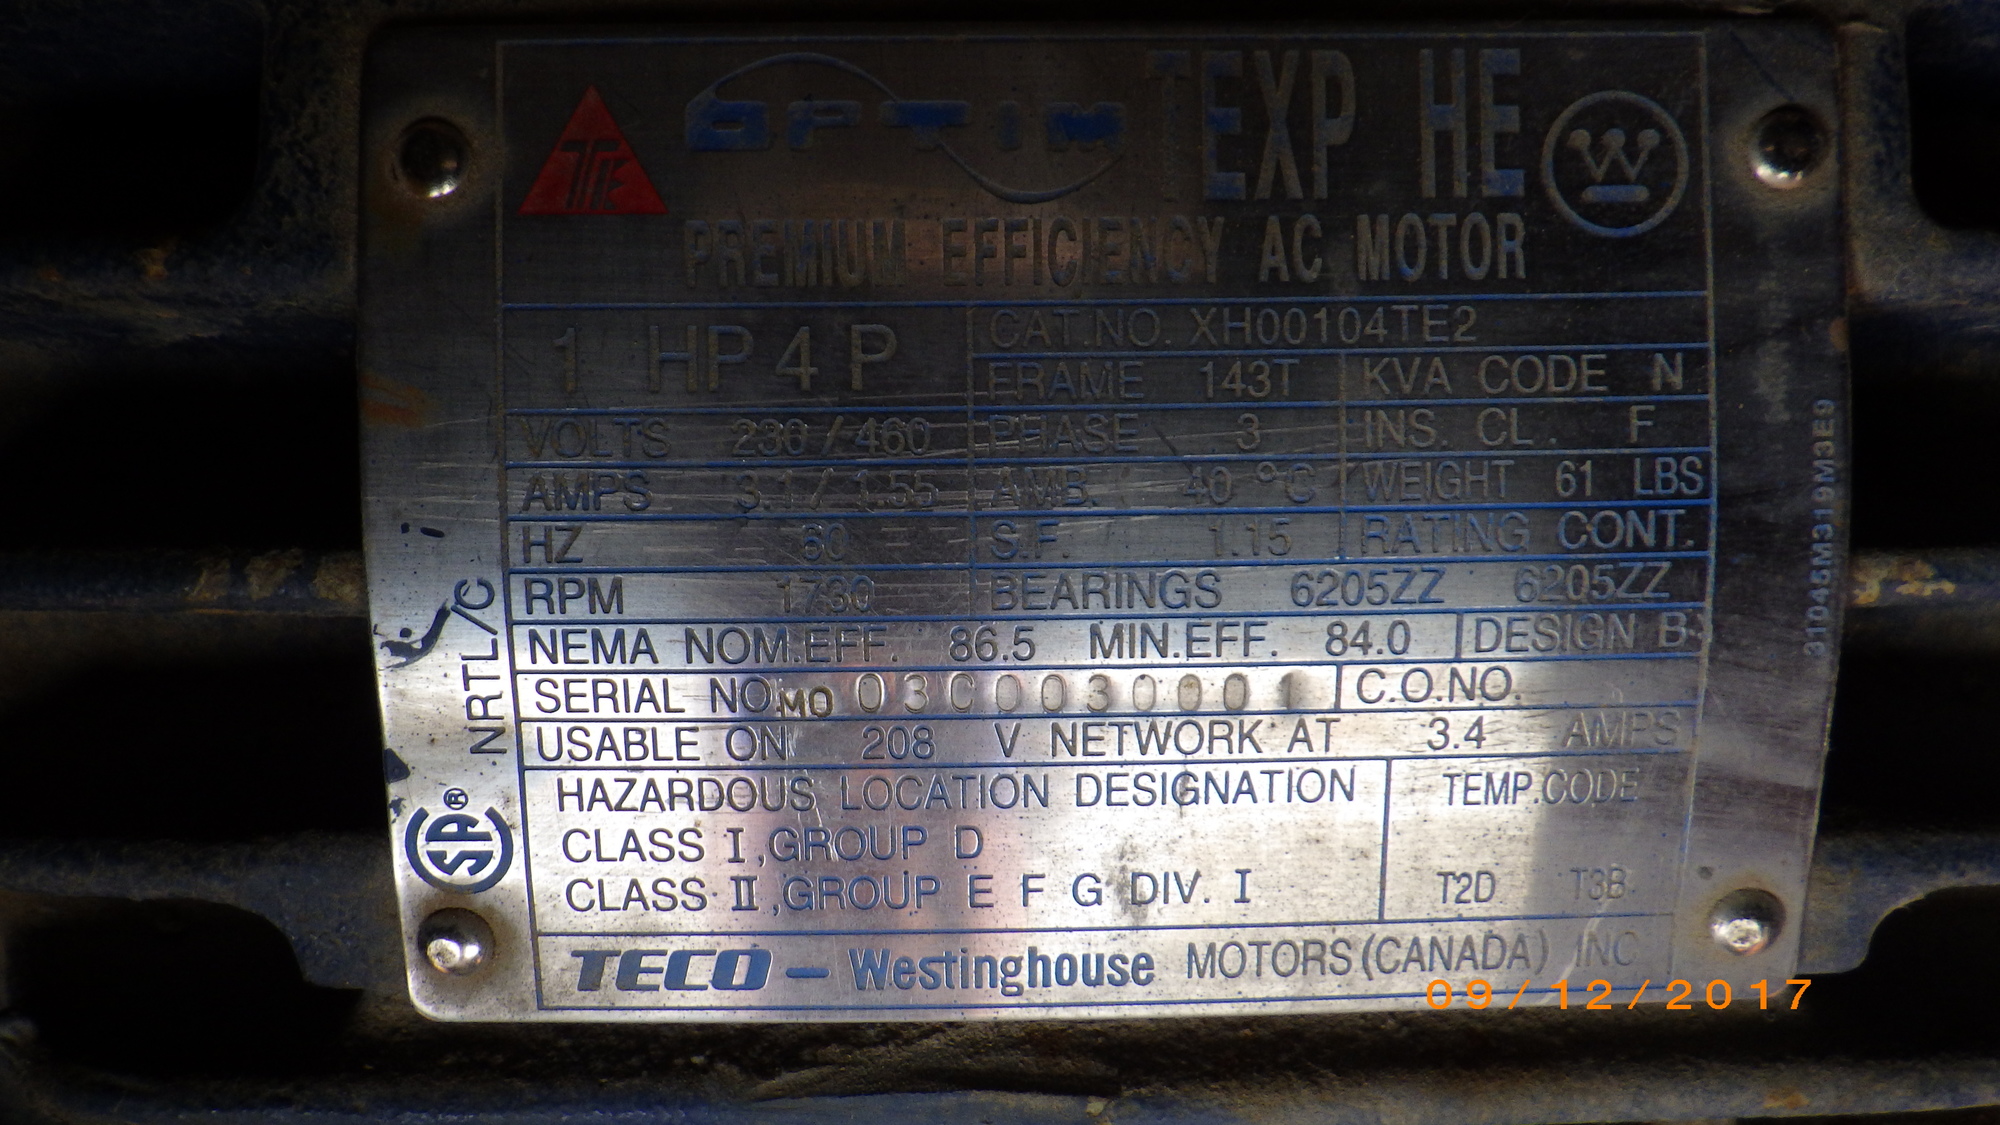 TE
OPTIM TEXP HE
W
PREMIUM EFFICIENCY AC MOTOR
1 HP 4 P
CAT.NO. XH00104TE2
FRAME 143T KVA CODE N
VOLTS 230 / 460 PHASE 3 INS. CL. F
AMPS 3.1 / 1.55 AMB. 40 °C WEIGHT 61 LBS
HZ 60 S.F. 1.15 RATING CONT.
RPM 1730 BEARINGS 6205ZZ 6205ZZ
NEMA NOM.EFF. 86.5 MIN.EFF. 84.0 DESIGN B
SERIAL NO. MO 03C0030001 C.O.NO.
USABLE ON 208 V NETWORK AT 3.4 AMPS
HAZARDOUS LOCATION DESIGNATION TEMP.CODE
CLASS I,GROUP D
CLASS II,GROUP E F G DIV. I T2D T3B
TECO - Westinghouse MOTORS (CANADA) INC
NRTL/C
SA®
31045M319M3E9
09/12/2017